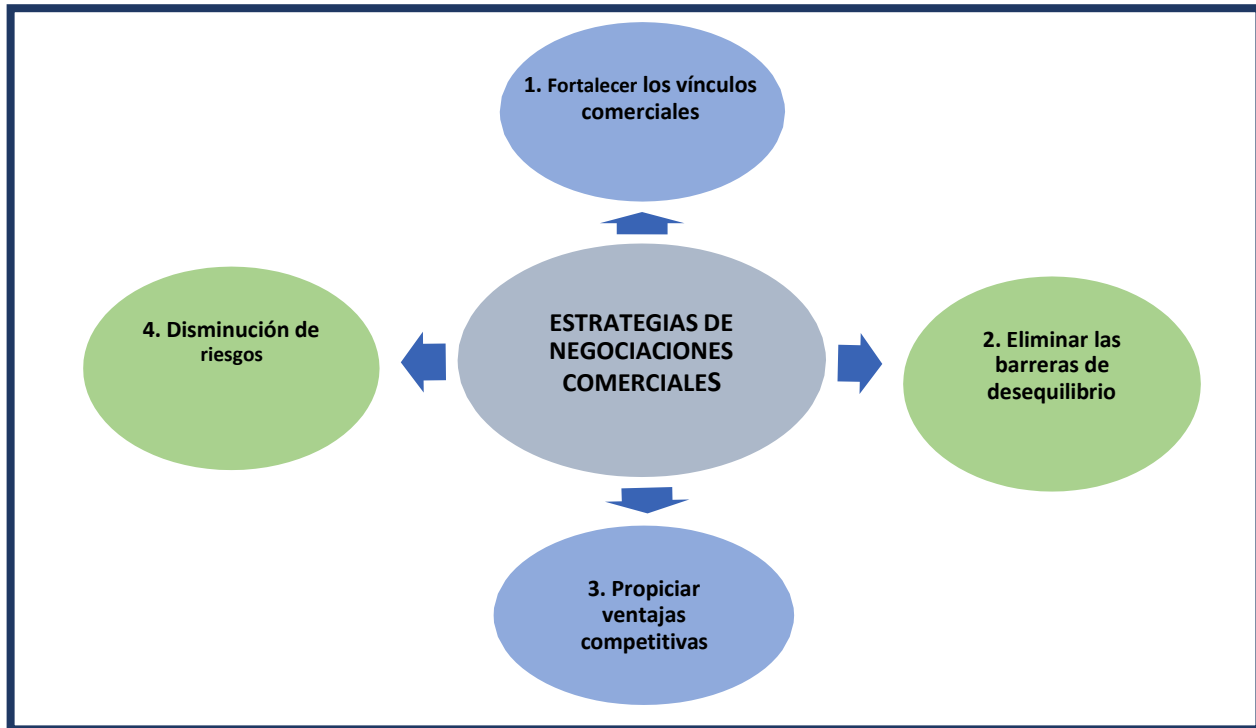 1. Fortalecer los vínculos
comerciales
ESTRATEGIAS DE
NEGOCIACIONES
COMERCIALES
4. Disminución de
riesgos
2. Eliminar las
barreras de
desequilibrio
3. Propiciar
ventajas
competitivas